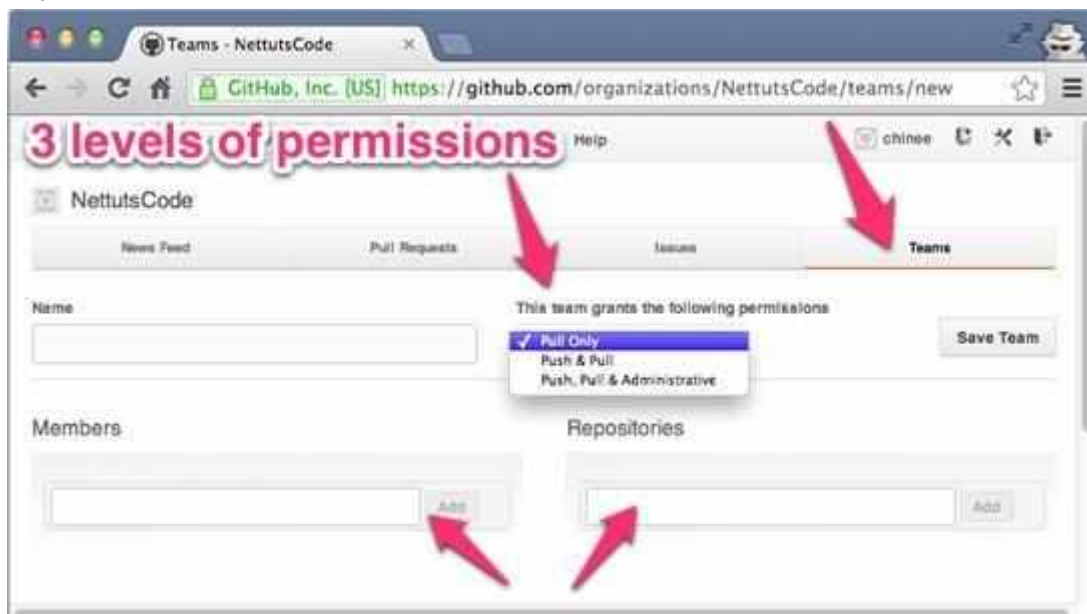 Teams - NettutsCode
GitHub, Inc. [US] https://github.com/organizations/NettutsCode/teams/new
3 levels of permissions
Help
chinee
NettutsCode
News Feed
Pull Requests
Issues
Teams
Name
This team grants the following permissions
✓ Pull Only
Push & Pull
Push, Pull & Administrative
Save Team
Members
Repositories
Add
Add